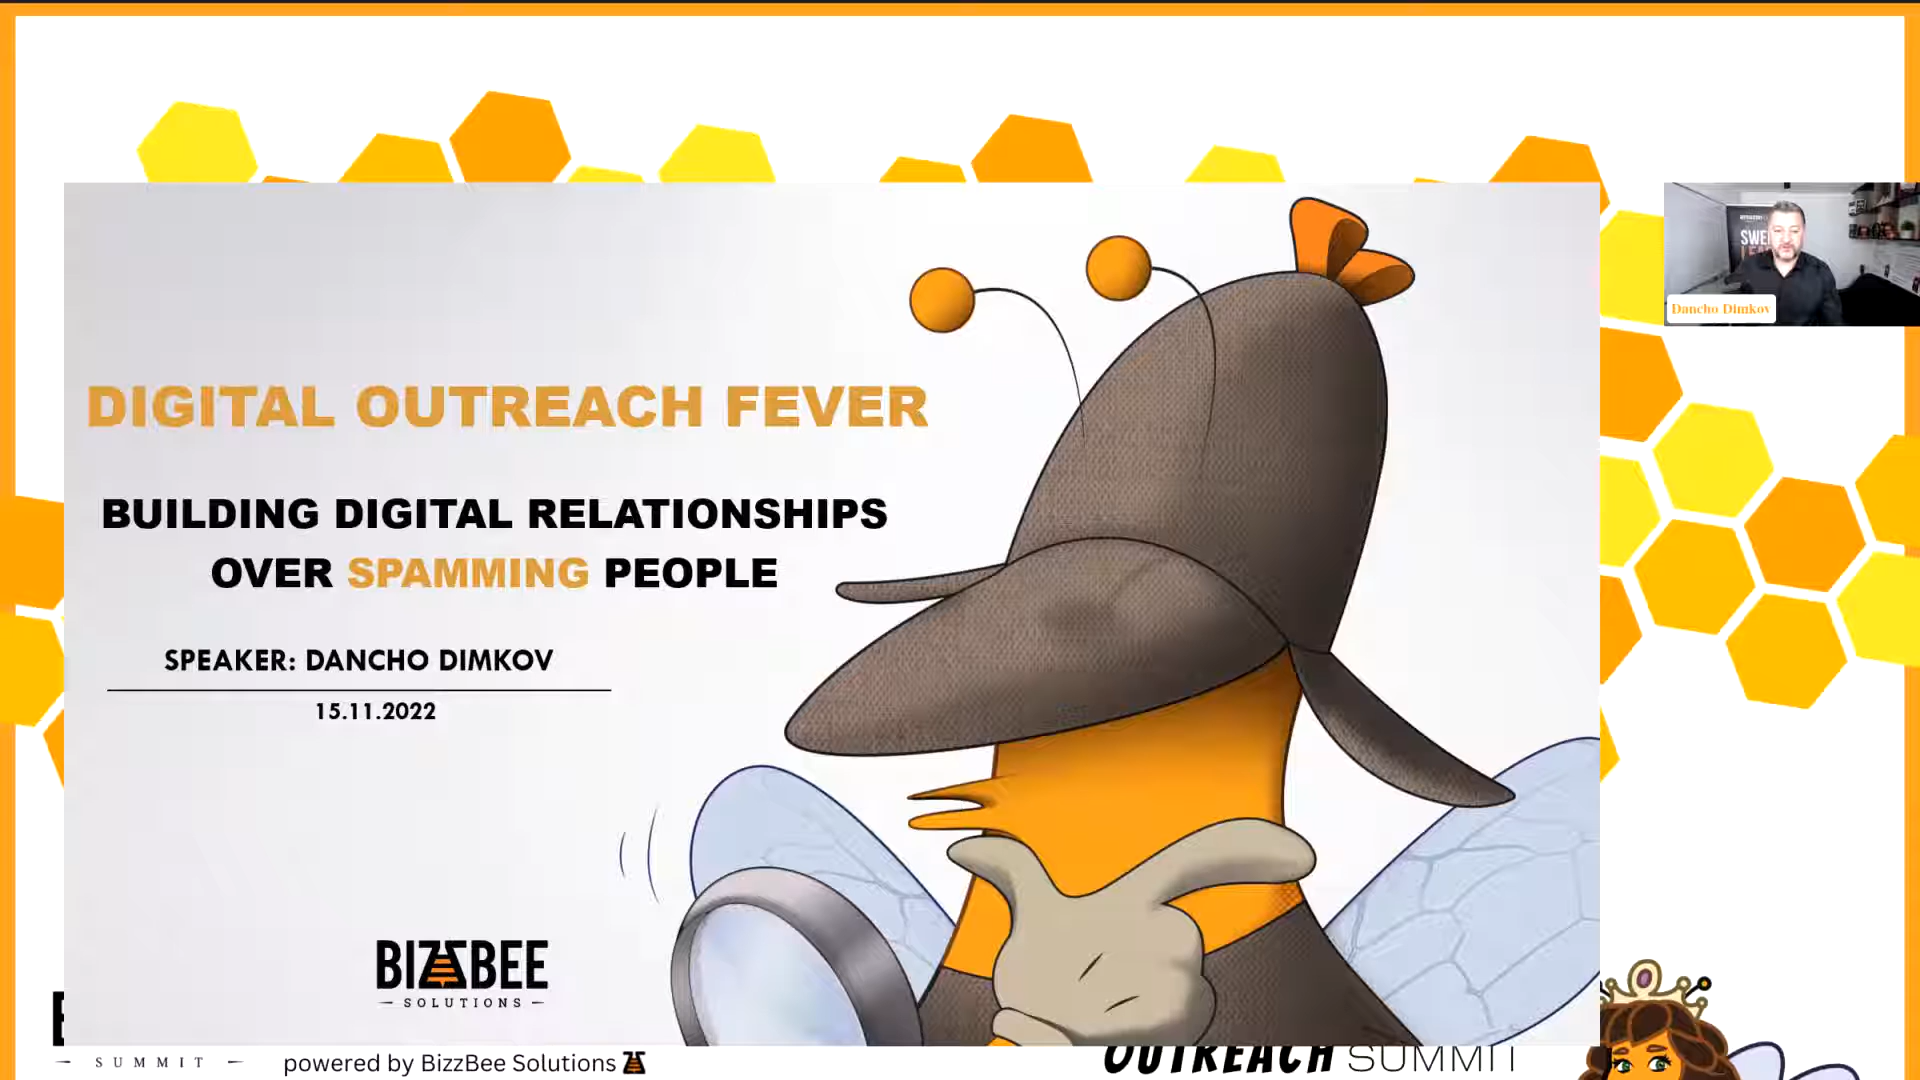 DIGITAL OUTREACH FEVER
BUILDING DIGITAL RELATIONSHIPS
OVER SPAMMING PEOPLE
SPEAKER: DANCHO DIMKOV
15.11.2022
BIZZBEE
SOLUTIONS
Dancho Dimkov
SUMMIT
powered by BizzBee Solutions
OUTREACH SUMMIT